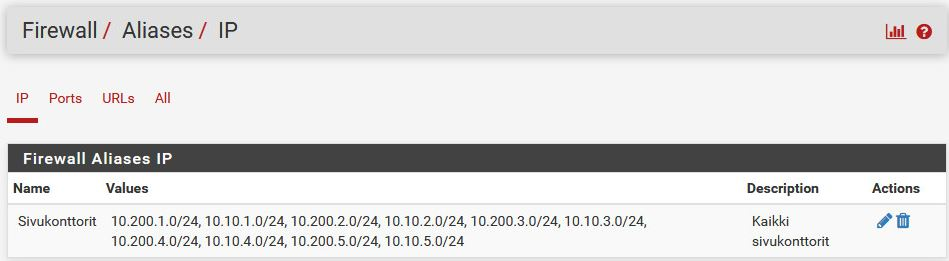 Firewall / Aliases / IP
IP Ports URLs All
Firewall Aliases IP
Name Values Description Actions
Sivukonttorit 10.200.1.0/24, 10.10.1.0/24, 10.200.2.0/24, 10.10.2.0/24, 10.200.3.0/24, 10.10.3.0/24, Kaikki
10.200.4.0/24, 10.10.4.0/24, 10.200.5.0/24, 10.10.5.0/24 sivukonttorit